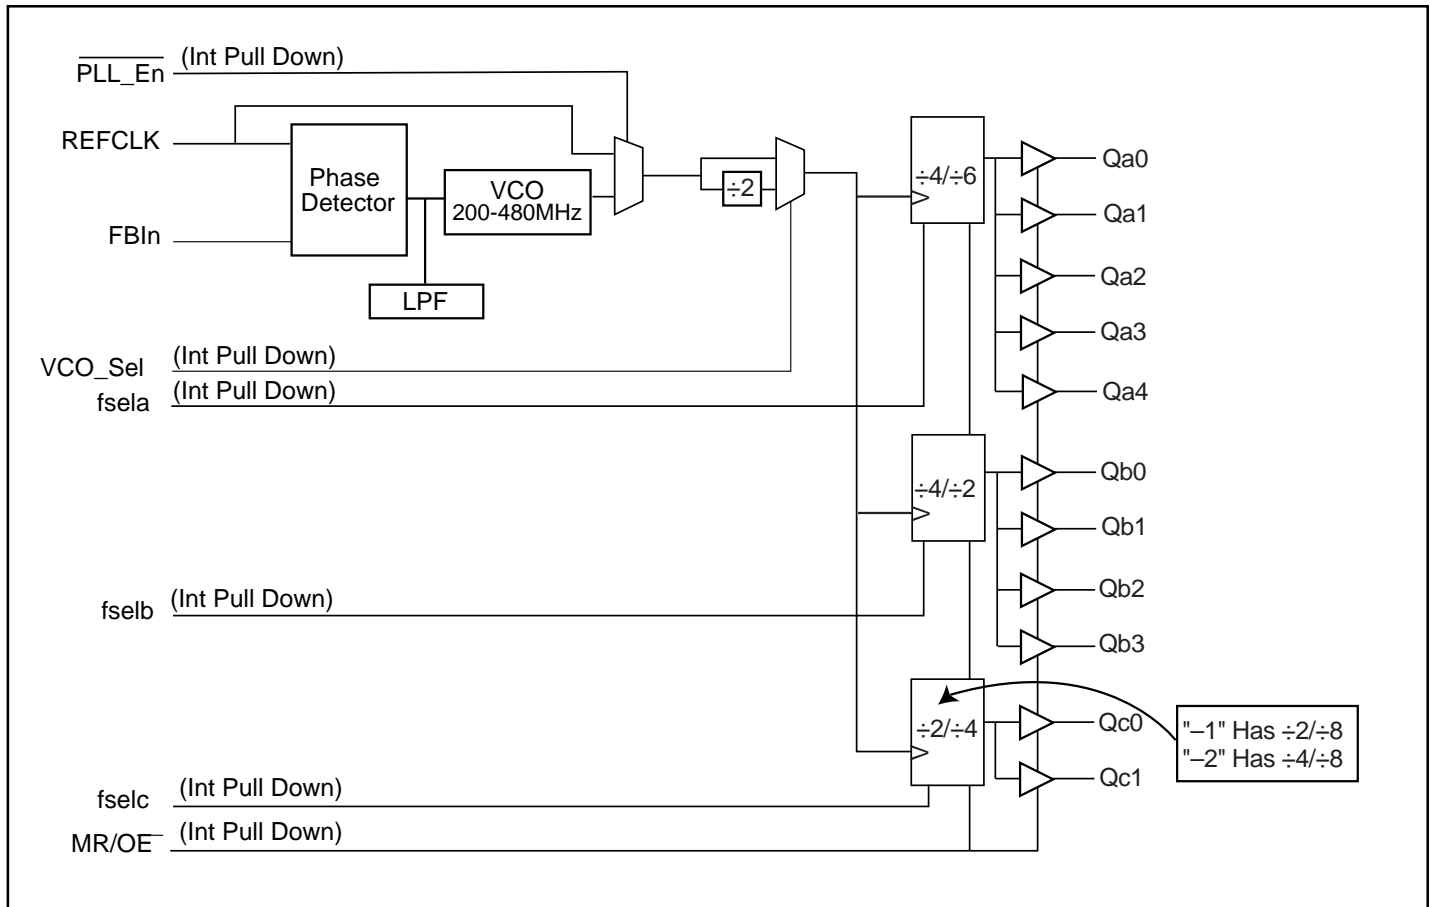 PLL_En (Int Pull Down)
REFCLK
Phase
Detector
VCO
200-480MHz
÷2
FBIn
LPF
VCO_Sel (Int Pull Down)
fsela (Int Pull Down)
÷4/÷6
Qa0
Qa1
Qa2
Qa3
Qa4
÷4/÷2
Qb0
Qb1
Qb2
Qb3
fselb (Int Pull Down)
÷2/÷4
Qc0
Qc1
"–1" Has ÷2/÷8
"–2" Has ÷4/÷8
fselc (Int Pull Down)
MR/OE (Int Pull Down)